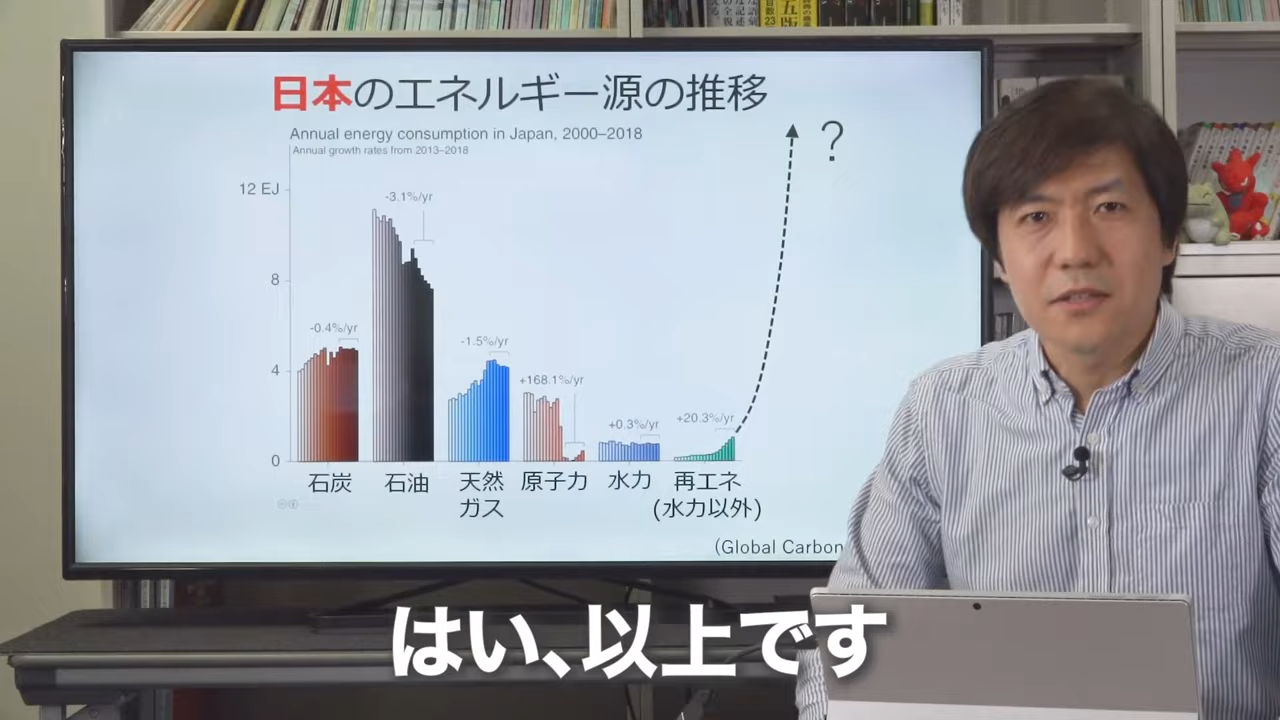 日本のエネルギー源の推移
Annual energy consumption in Japan, 2000–2018
Annual growth rates from 2013–2018
?
12 EJ
8
4
0
-0.4%/yr
-3.1%/yr
-1.5%/yr
+168.1%/yr
+0.3%/yr
+20.3%/yr
石炭
石油
天然
ガス
原子力
水力
再エネ
(水力以外)
(Global Carbon
はい、以上です